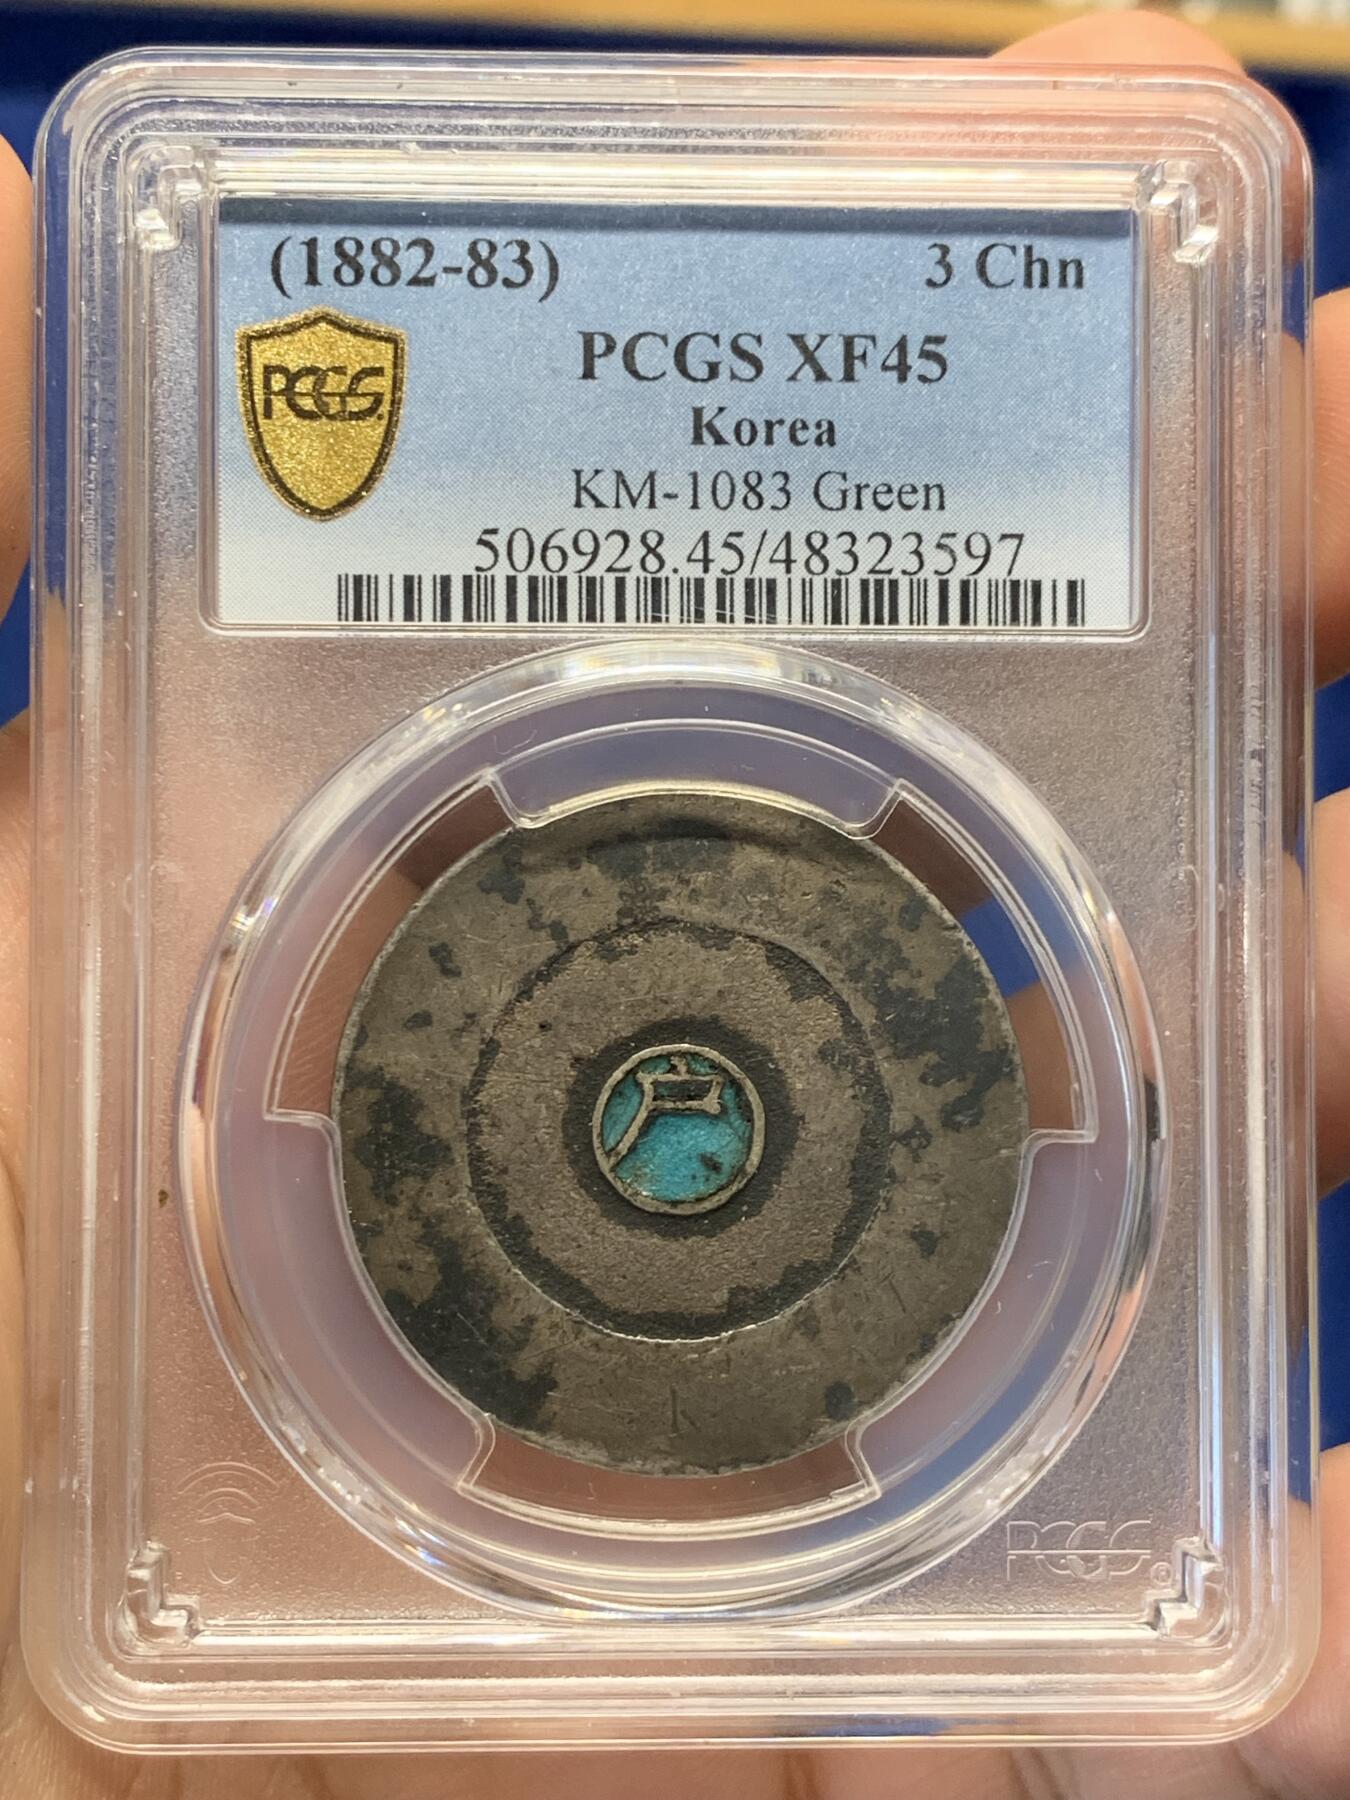 (1882-83) 3 Chn
PCGS
PCGS XF45
Korea
KM-1083 Green
506928.45/48323597
戶
PCGS